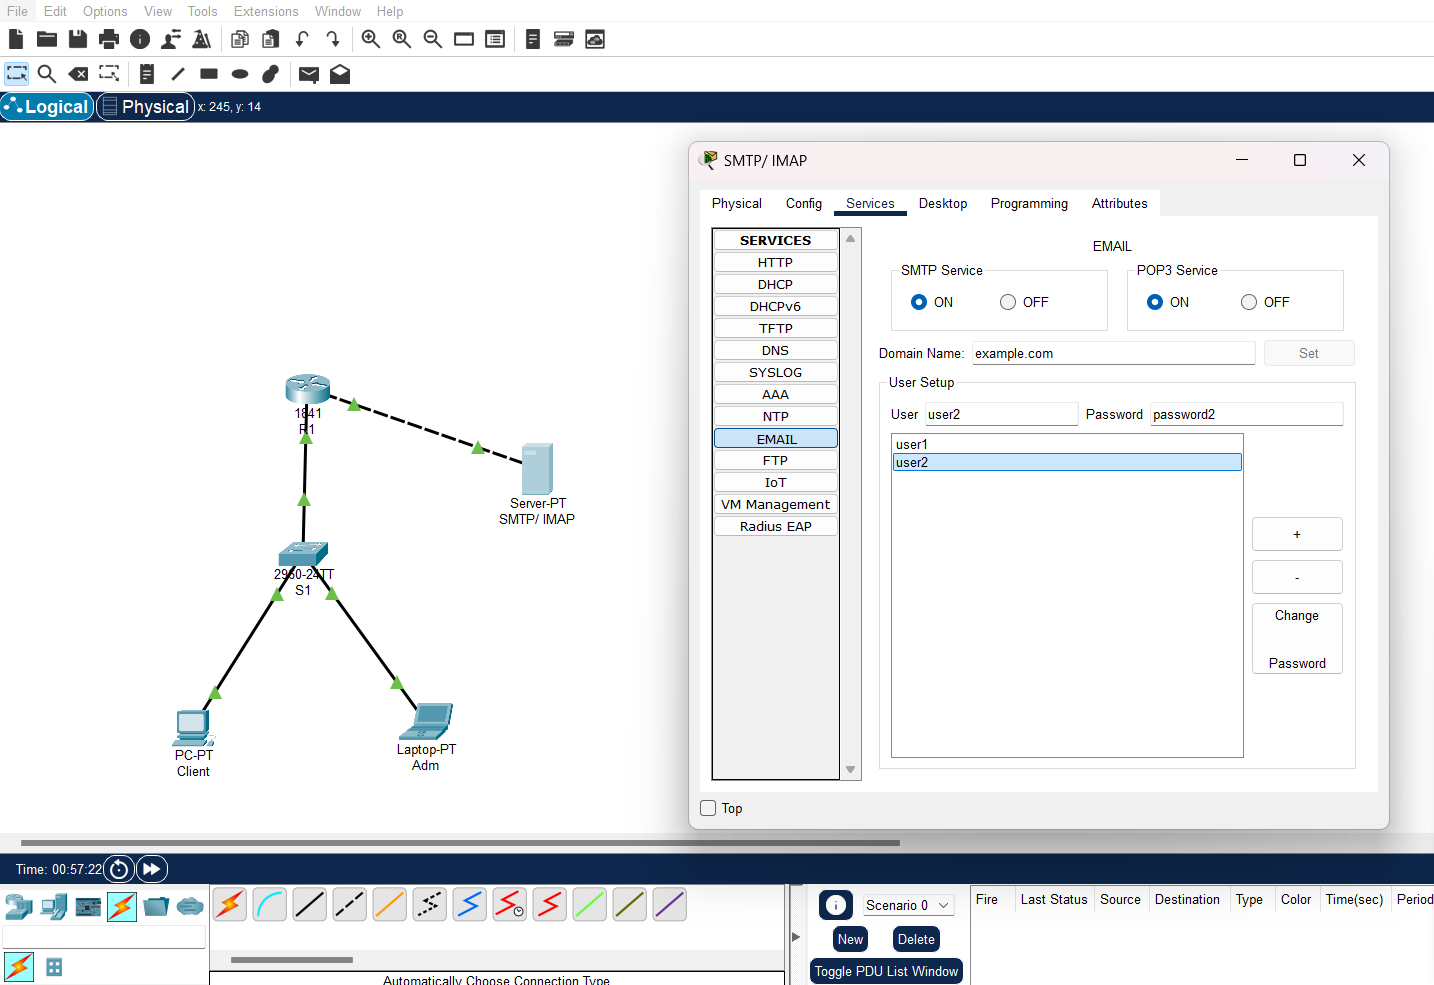 File Edit Options View Tools Extensions Window Help
Logical Physical x: 245, y: 14
SMTP/ IMAP
Physical Config Services Desktop Programming Attributes
SERVICES
HTTP
DHCP
DHCPv6
TFTP
DNS
SYSLOG
AAA
NTP
EMAIL
FTP
IoT
VM Management
Radius EAP
EMAIL
SMTP Service
ON OFF
POP3 Service
ON OFF
Domain Name: example.com Set
User Setup
User user2 Password password2
user1
user2
+
-
Change
Password
Top
1841
R1
Server-PT
SMTP/ IMAP
2960-24TT
S1
PC-PT
Client
Laptop-PT
Adm
Time: 00:57:22
Automatically Choose Connection Type
Scenario 0
New Delete
Toggle PDU List Window
Fire Last Status Source Destination Type Color Time(sec) Period